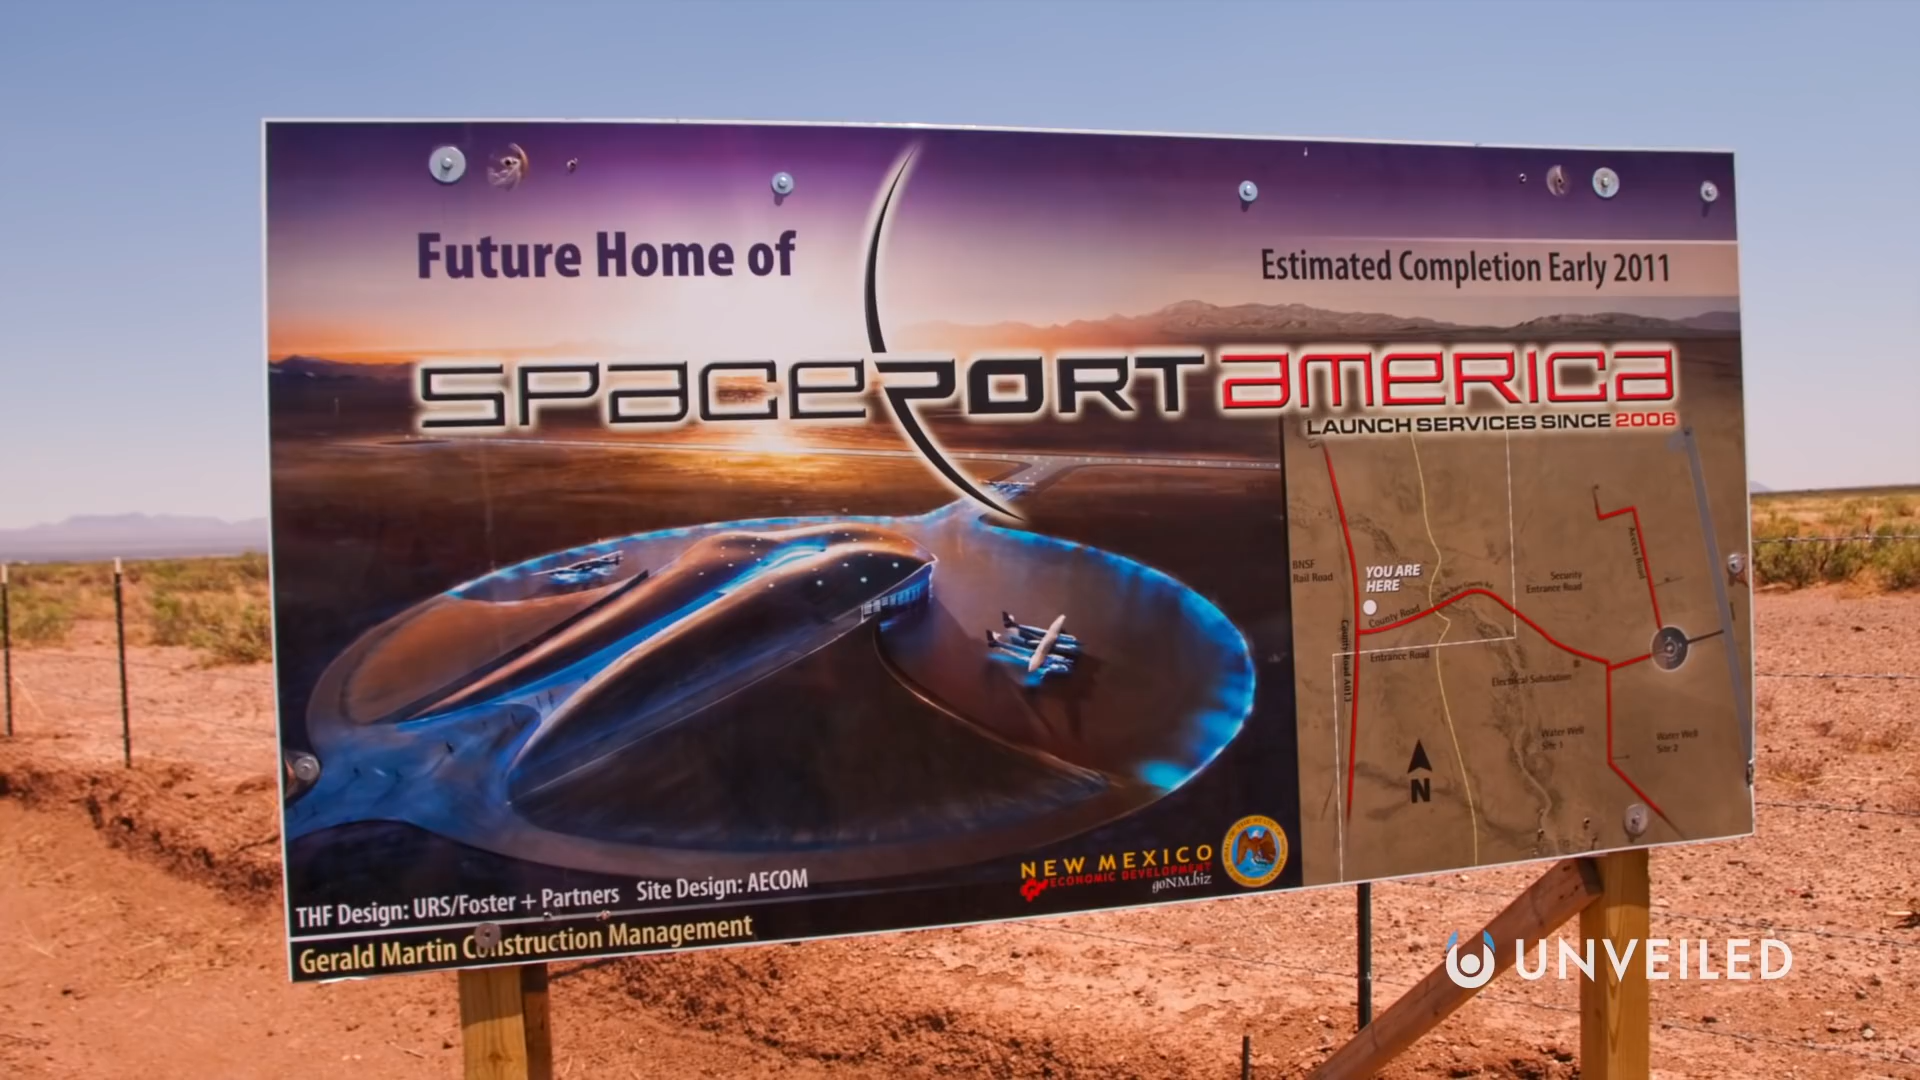 Future Home of
Estimated Completion Early 2011
SPACEPORT AMERICA
LAUNCH SERVICES SINCE 2006
BNSF
Rail Road
YOU ARE
HERE
County Road
Security
Entrance Road
Access Road
Entrance Road
County Road A013
Electrical Substation
Water Well
Site 1
Water Well
Site 2
N
NEW MEXICO
ECONOMIC DEVELOPMENT
goNM.biz
THF Design: URS/Foster + Partners Site Design: AECOM
Gerald Martin Construction Management
UNVEILED